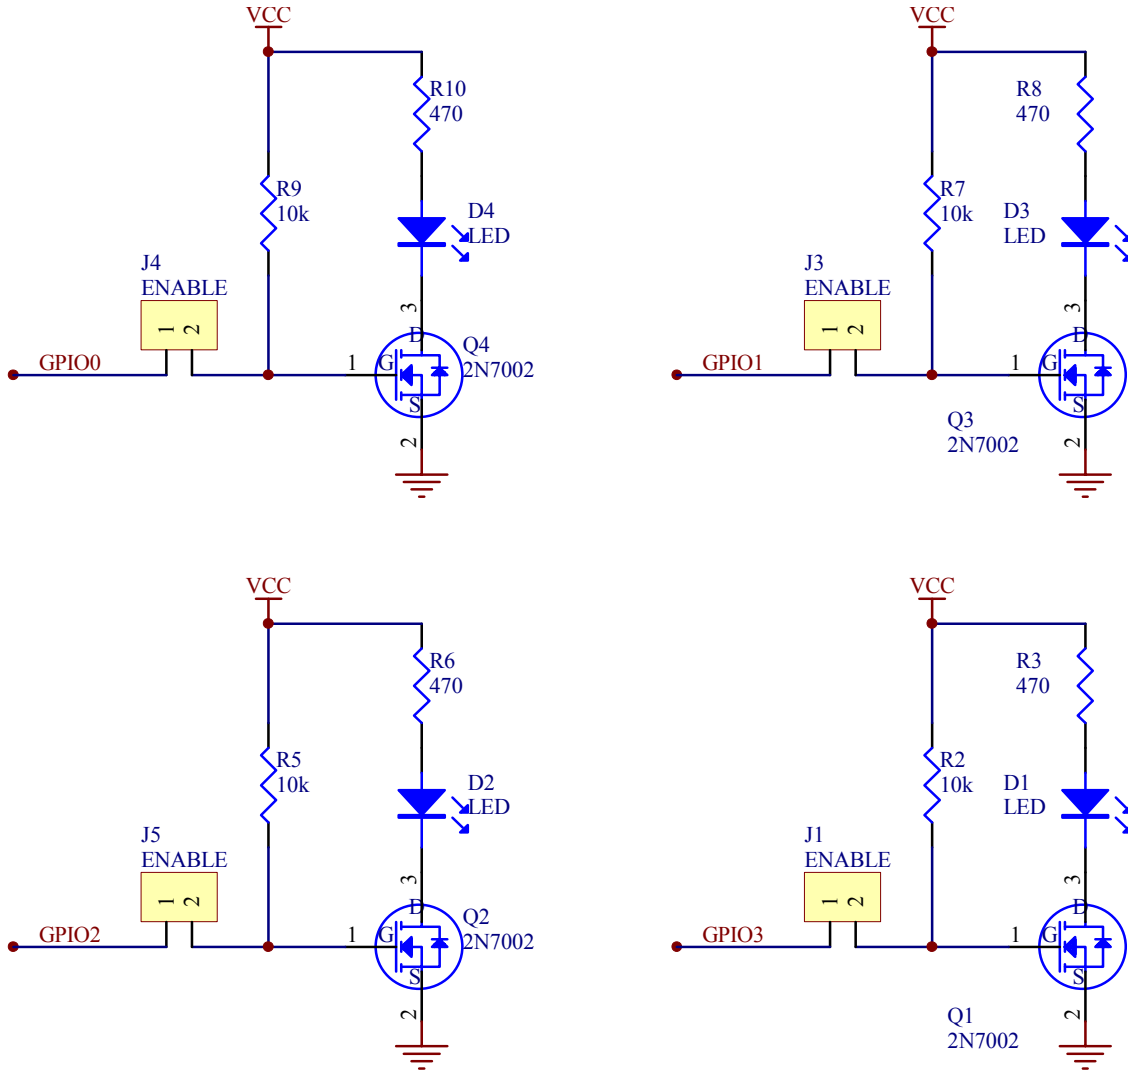 VCC
R10
470
R9
10k
D4
LED
J4
ENABLE
1
2
3
D
GPIO0
1
G
Q4
2N7002
S
2
VCC
R8
470
R7
10k
D3
LED
J3
ENABLE
1
2
3
D
GPIO1
1
G
S
Q3
2N7002
2
VCC
R6
470
R5
10k
D2
LED
J5
ENABLE
1
2
3
D
GPIO2
1
G
Q2
2N7002
S
2
VCC
R3
470
R2
10k
D1
LED
J1
ENABLE
1
2
3
D
GPIO3
1
G
S
2
Q1
2N7002